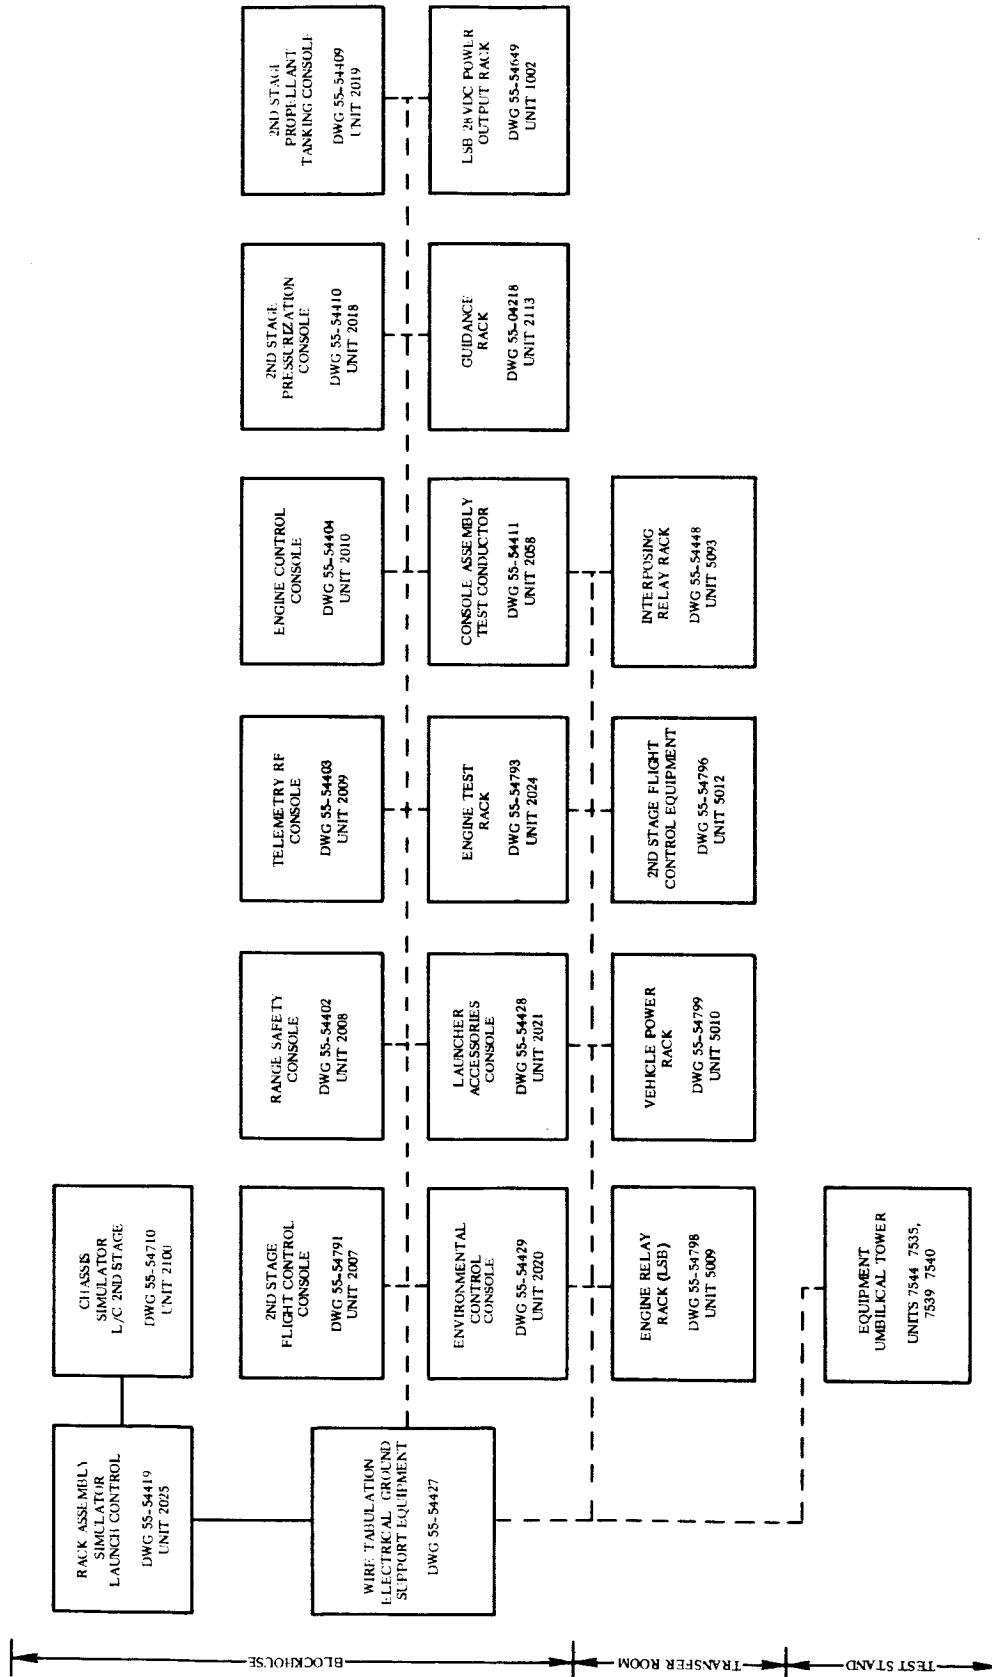 RACK ASSEMBLY
SIMULATOR
LAUNCH CONTROL
DWG 55-54419
UNIT 2025
CHASSIS
SIMULATOR
L/C 2ND STAGE
DWG 55-54710
UNIT 2100
WIRE TABULATION
ELECTRICAL GROUND
SUPPORT EQUIPMENT
DWG 55-54427
2ND STAGE
FLIGHT CONTROL
CONSOLE
DWG 55-54791
UNIT 2007
RANGE SAFETY
CONSOLE
DWG 55-54402
UNIT 2008
TELEMETRY RF
CONSOLE
DWG 55-54403
UNIT 2009
ENGINE CONTROL
CONSOLE
DWG 55-54404
UNIT 2010
2ND STAGE
PRESSURIZATION
CONSOLE
DWG 55-54410
UNIT 2018
2ND STAGE
PROPELLANT
TANKING CONSOLE
DWG 55-54409
UNIT 2019
ENVIRONMENTAL
CONTROL
CONSOLE
DWG 55-54429
UNIT 2020
LAUNCHER
ACCESSORIES
CONSOLE
DWG 55-54428
UNIT 2021
ENGINE TEST
RACK
DWG 55-54793
UNIT 2024
CONSOLE ASSEMBLY
TEST CONDUCTOR
DWG 55-54411
UNIT 2058
GUIDANCE
RACK
DWG 55-04218
UNIT 2113
LSB 28 VDC POWER
OUTPUT RACK
DWG 55-54649
UNIT 1002
ENGINE RELAY
RACK (LSB)
DWG 55-54798
UNIT 5009
VEHICLE POWER
RACK
DWG 55-54799
UNIT 5010
2ND STAGE FLIGHT
CONTROL EQUIPMENT
DWG 55-54796
UNIT 5012
INTERPOSING
RELAY RACK
DWG 55-54448
UNIT 5093
EQUIPMENT
UMBILICAL TOWER
UNITS 7544 7535,
7539 7540
BLOCKHOUSE
TRANSFER ROOM
TEST STAND